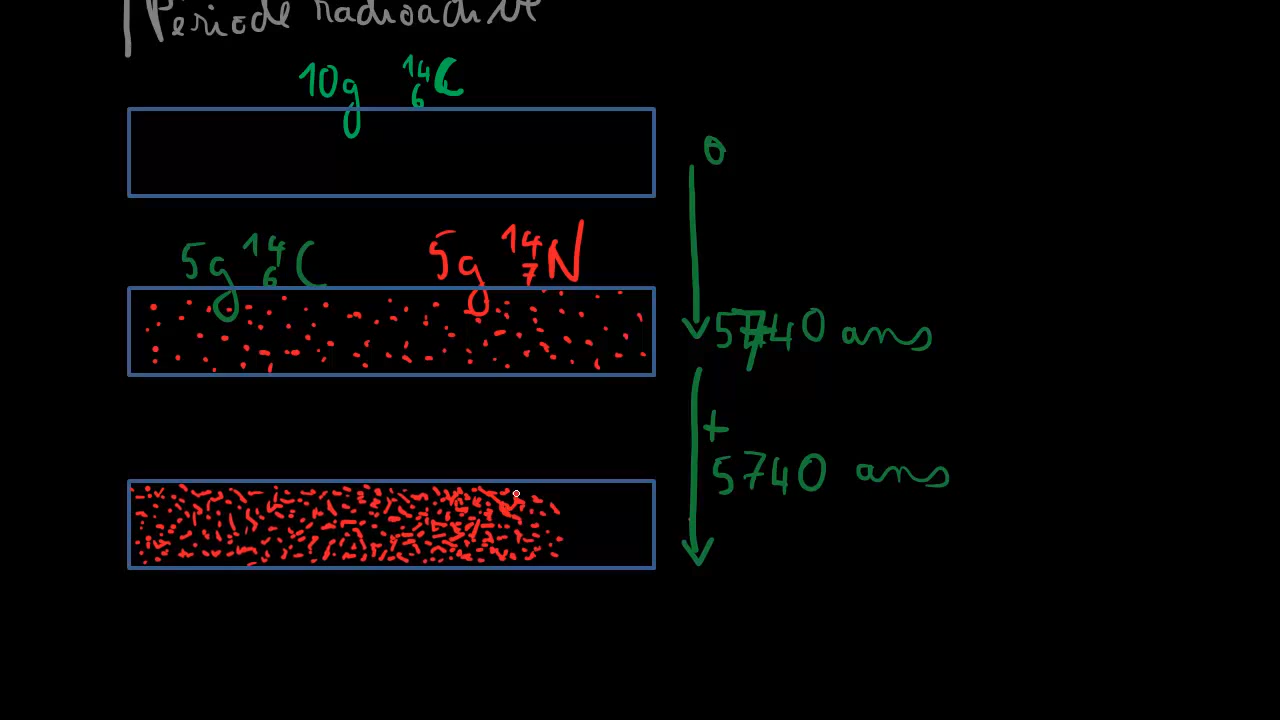 Période radioactive
10g ¹⁴₆C
0
5g ¹⁴₆C 5g ¹⁴₇N
5740 ans
+
5740 ans